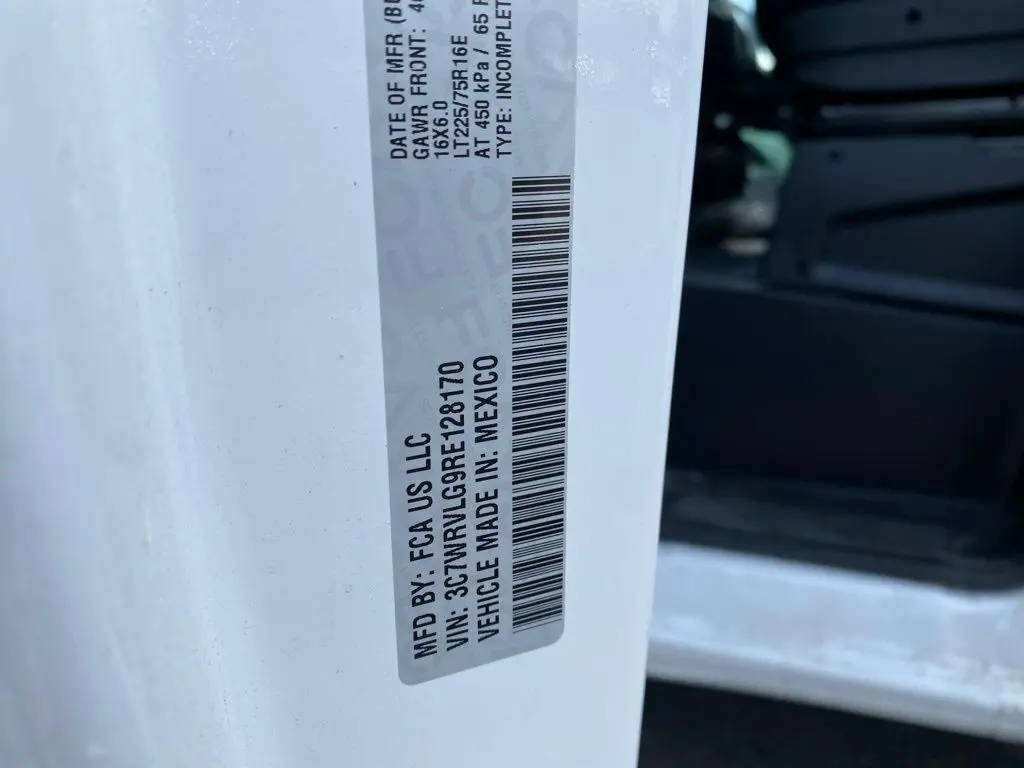 MFD BY: FCA US LLC
VIN: 3C7WRVLG9RE128170
VEHICLE MADE IN: MEXICO
DATE OF MFR
GAWR FRONT:
16X6.0
LT225/75R16E
AT 450 kPa / 65
TYPE: